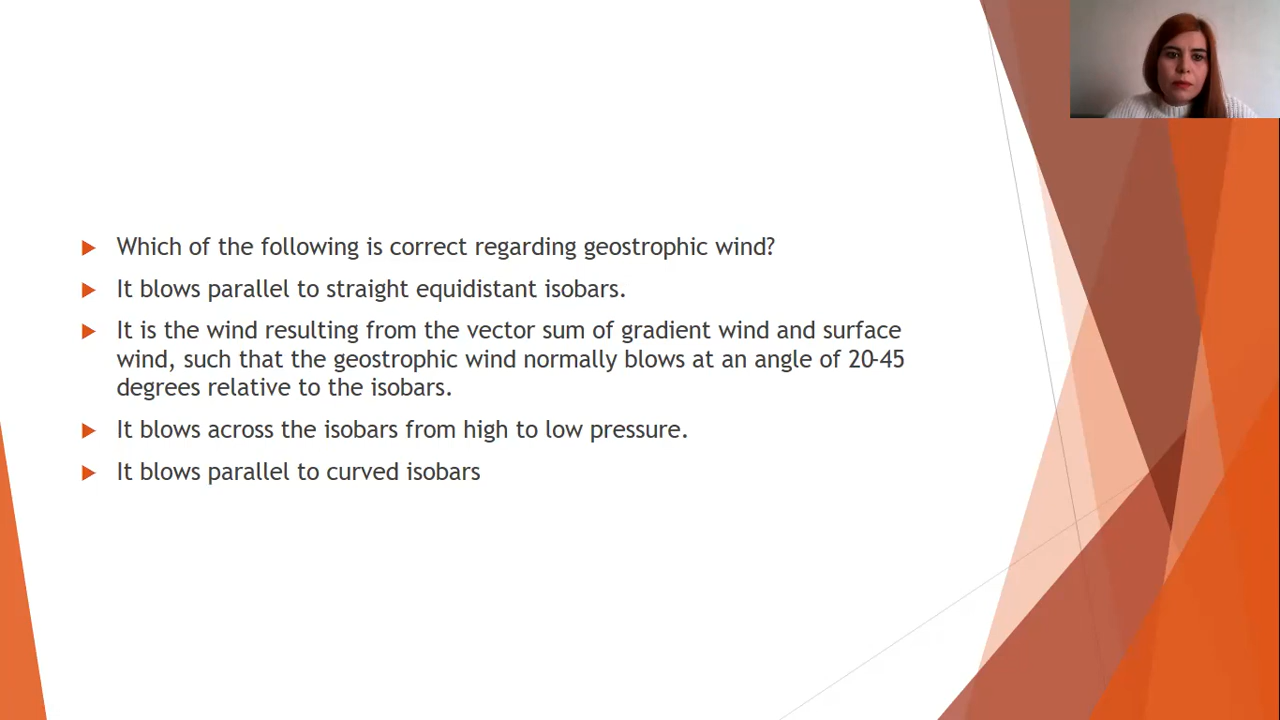 Which of the following is correct regarding geostrophic wind?
It blows parallel to straight equidistant isobars.
It is the wind resulting from the vector sum of gradient wind and surface
wind, such that the geostrophic wind normally blows at an angle of 20-45
degrees relative to the isobars.
It blows across the isobars from high to low pressure.
It blows parallel to curved isobars